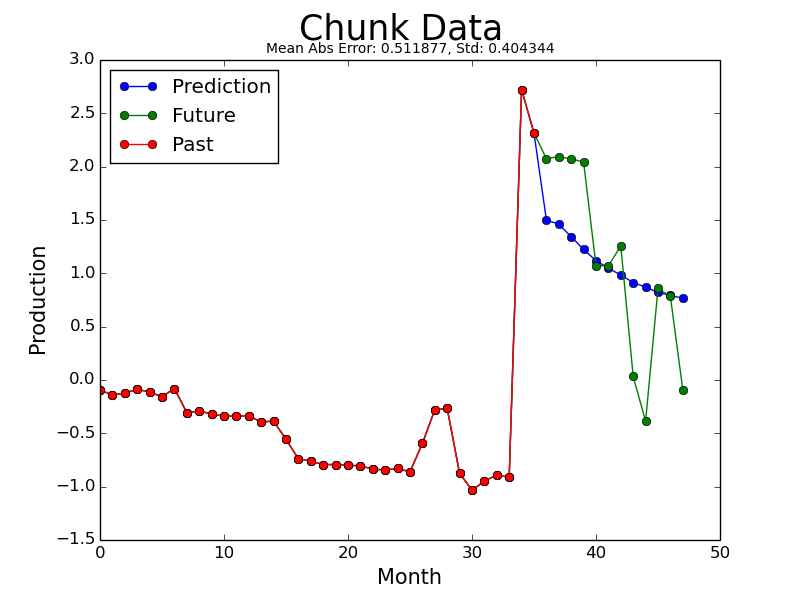 Chunk Data
Mean Abs Error: 0.511877, Std: 0.404344
Prediction
Future
Past
3.0
2.5
2.0
1.5
1.0
0.5
0.0
−0.5
−1.0
−1.5
Production
0 10 20 30 40 50
Month